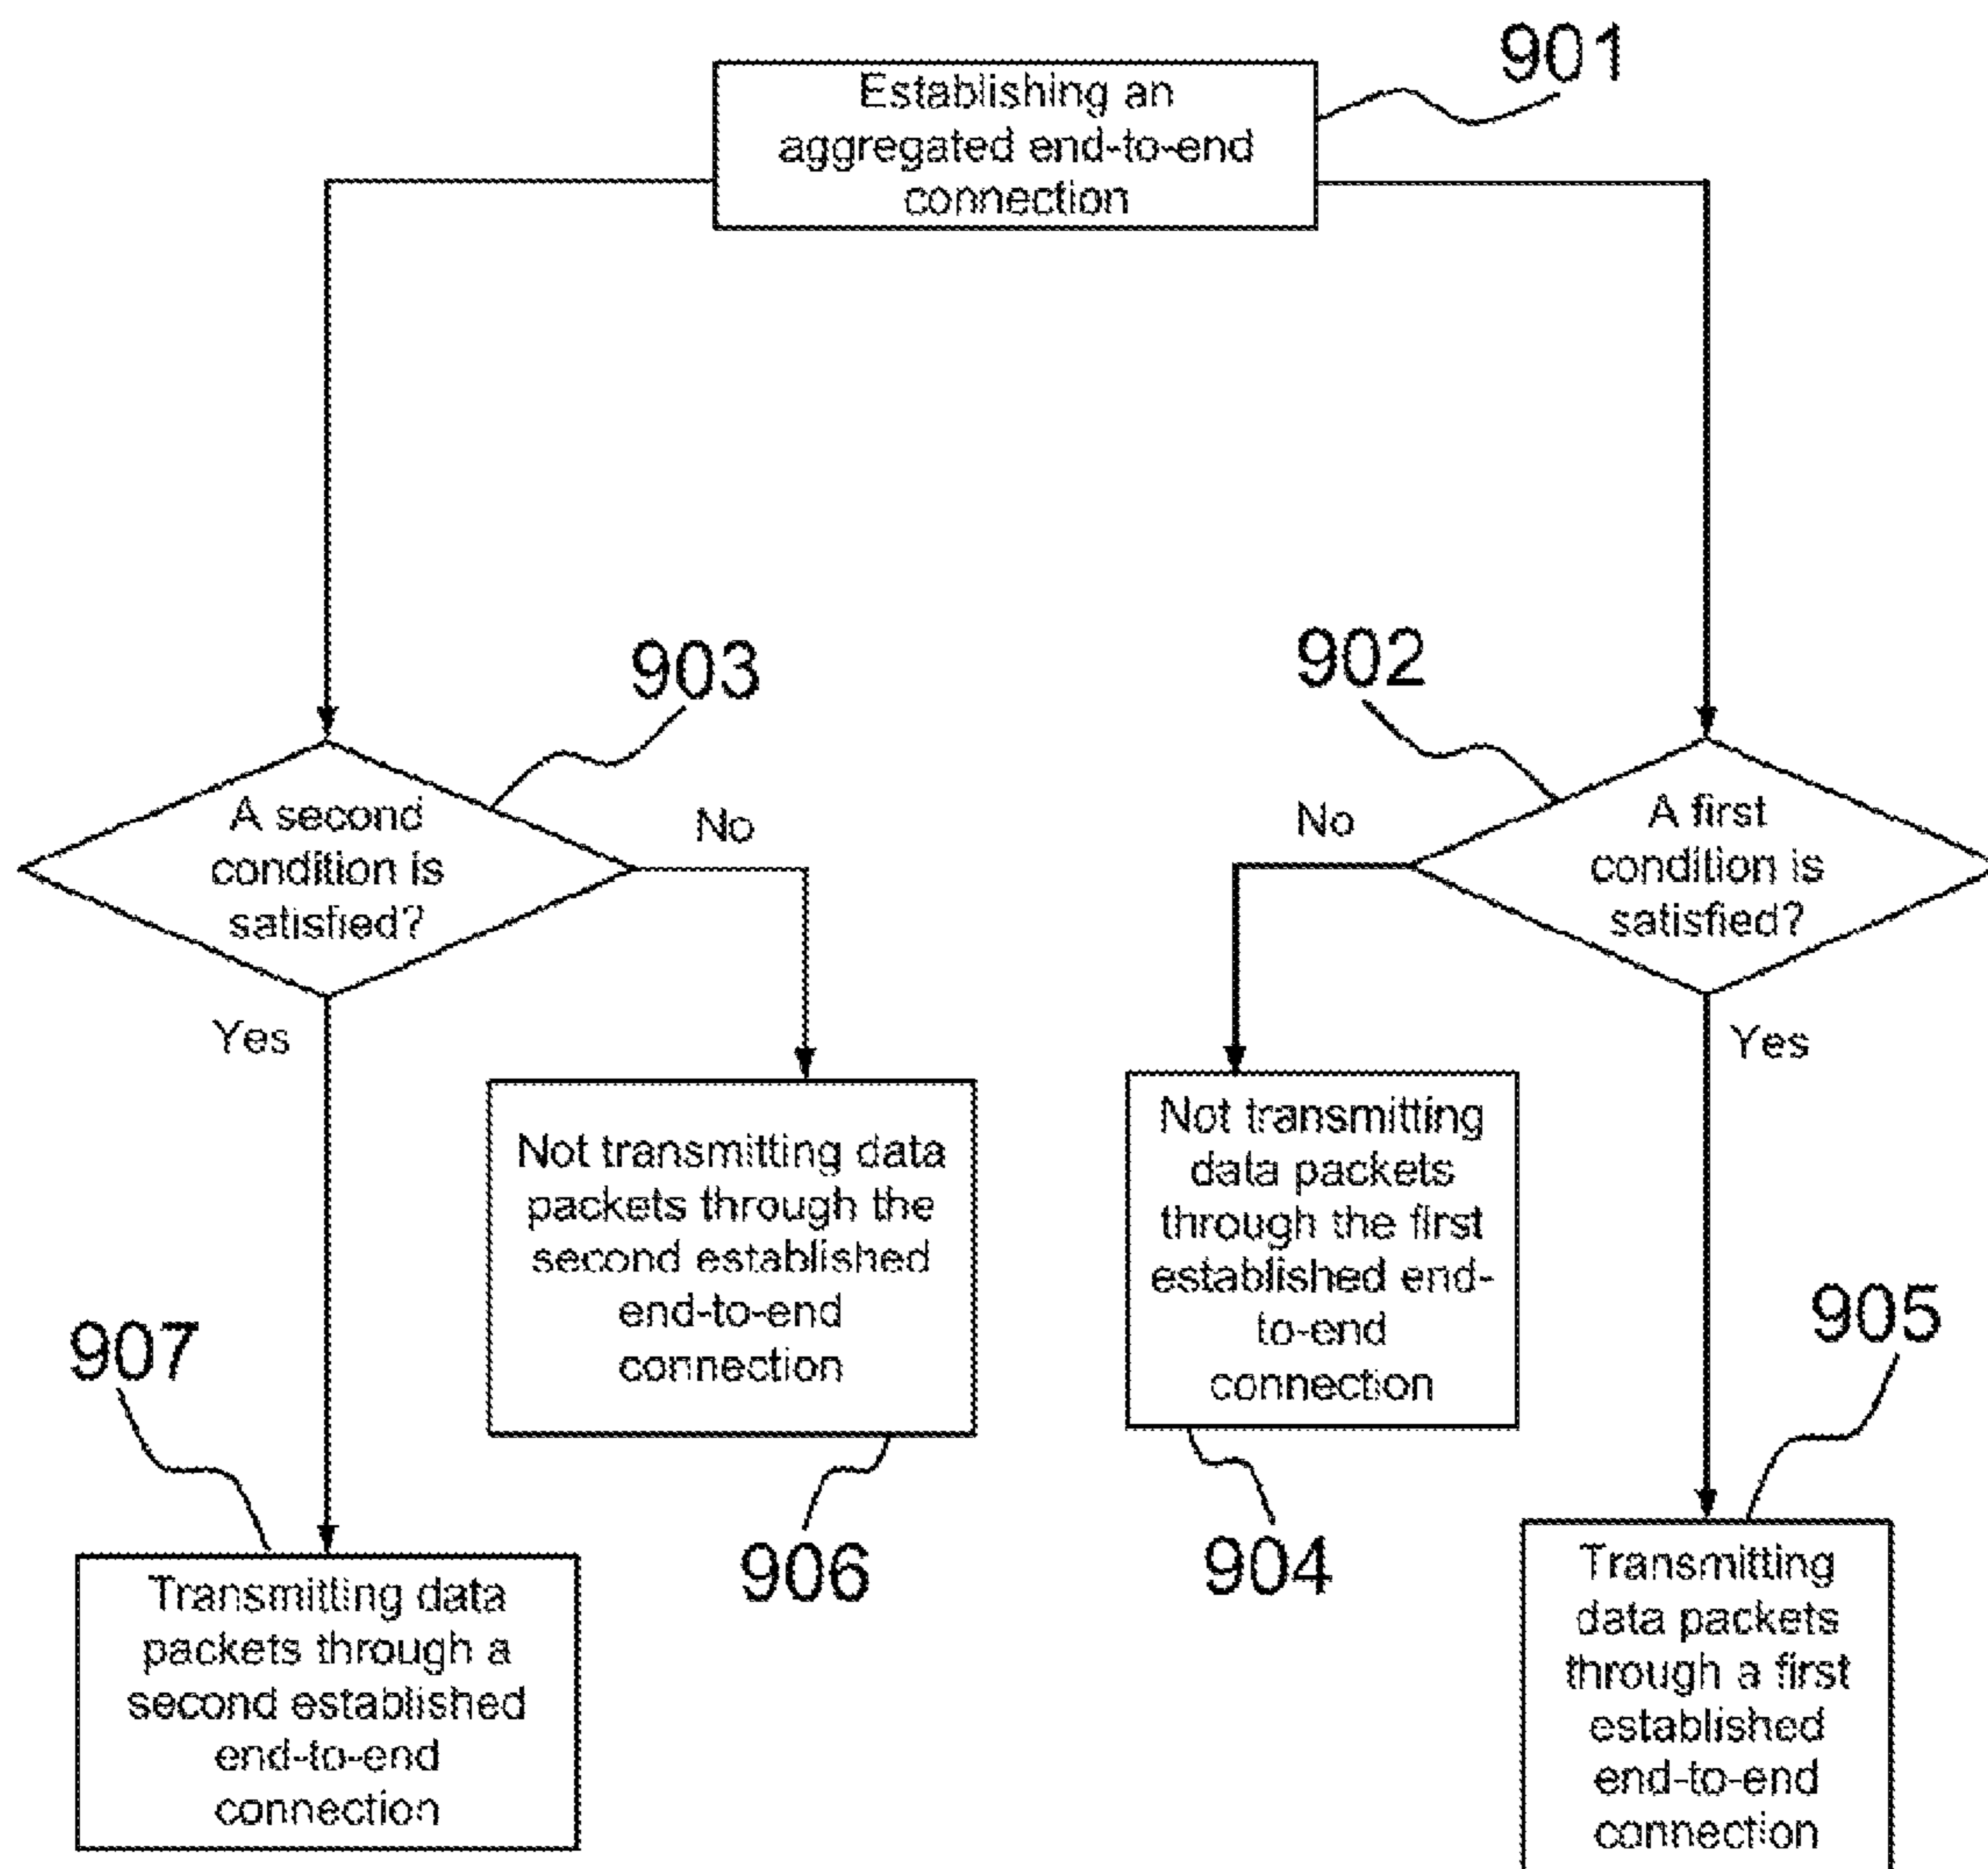 901
Establishing an
aggregated end-to-end
connection
903
902
A second
condition is
satisfied?
No
No
A first
condition is
satisfied?
Yes
Yes
Not transmitting data
packets through the
second established
end-to-end
connection
Not transmitting
data packets
through the first
established end-
to-end
connection
907
905
906
904
Transmitting data
packets through a
second established
end-to-end
connection
Transmitting
data packets
through a first
established
end-to-end
connection